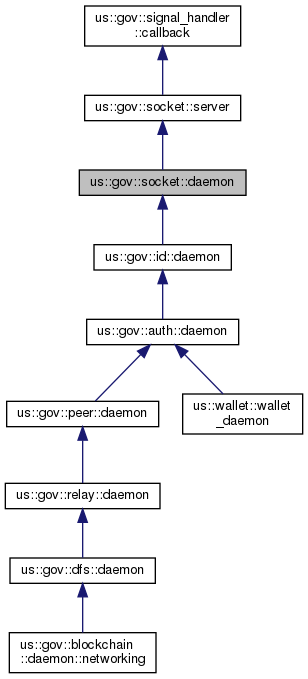 us::gov::signal_handler
::callback
us::gov::socket::server
us::gov::socket::daemon
us::gov::id::daemon
us::gov::auth::daemon
us::gov::peer::daemon
us::wallet::wallet
_daemon
us::gov::relay::daemon
us::gov::dfs::daemon
us::gov::blockchain
::daemon::networking